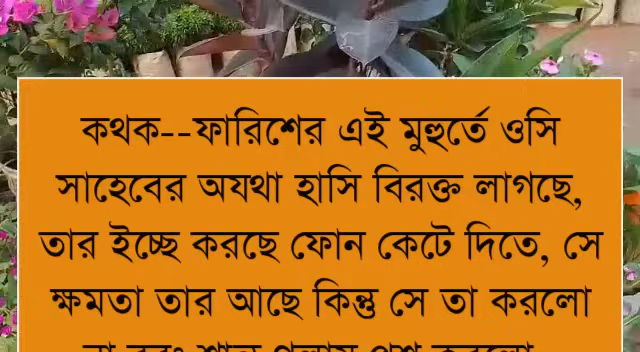 কথক--ফারিশের এই মুহুর্তে ওসি
সাহেবের অযথা হাসি বিরক্ত লাগছে,
তার ইচ্ছে করছে ফোন কেটে দিতে, সে
ক্ষমতা তার আছে কিন্তু সে তা করলো